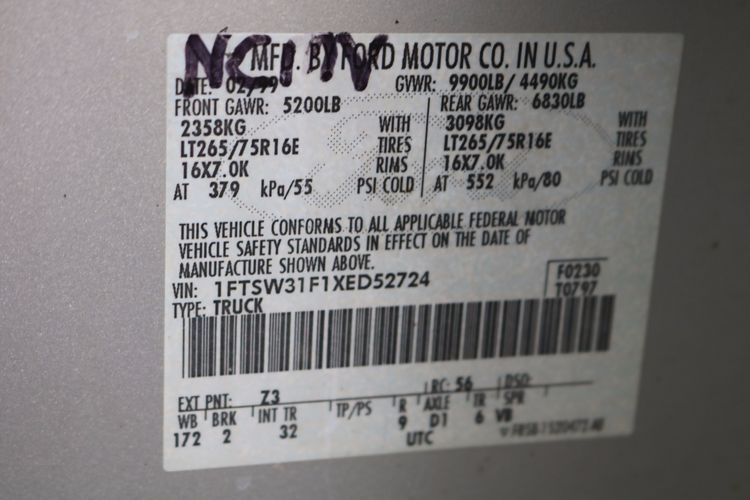 NC1 TV
MFD. BY FORD MOTOR CO. IN U.S.A.
DATE: 02/99 GVWR: 9900LB/ 4490KG
FRONT GAWR: 5200LB REAR GAWR: 6830LB
2358KG WITH 3098KG WITH
LT265/75R16E TIRES LT265/75R16E TIRES
16X7.0K RIMS 16X7.0K RIMS
AT 379 kPa/55 PSI COLD AT 552 kPa/80 PSI COLD
THIS VEHICLE CONFORMS TO ALL APPLICABLE FEDERAL MOTOR
VEHICLE SAFETY STANDARDS IN EFFECT ON THE DATE OF
MANUFACTURE SHOWN ABOVE.
VIN: 1FTSW31F1XED52724 F0230
TYPE: TRUCK T0797
EXT PNT: Z3 RC: 56 DSO:
WB BRK INT TR TP/PS R AXLE TR SPR
172 2 32 9 D1 6 VB
UTC